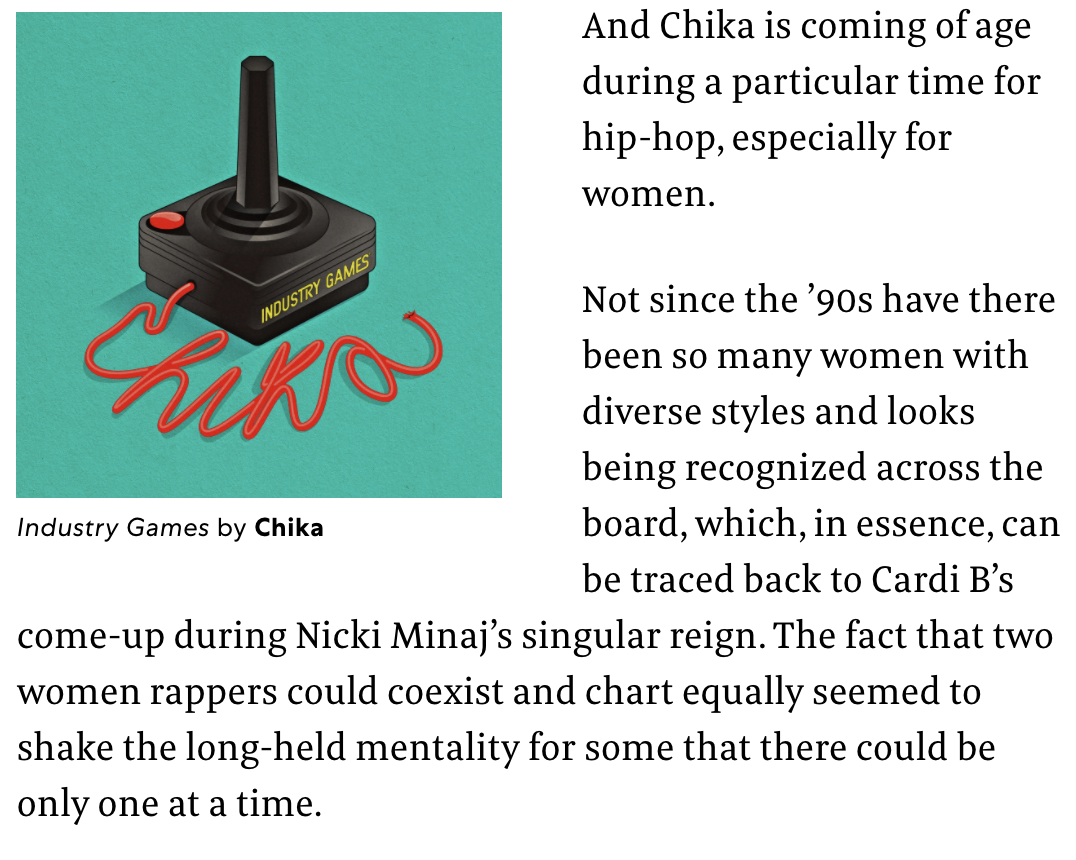 INDUSTRY GAMES
Chika
Industry Games by Chika
And Chika is coming of age
during a particular time for
hip-hop, especially for
women.
Not since the ’90s have there
been so many women with
diverse styles and looks
being recognized across the
board, which, in essence, can
be traced back to Cardi B’s
come-up during Nicki Minaj’s singular reign. The fact that two
women rappers could coexist and chart equally seemed to
shake the long-held mentality for some that there could be
only one at a time.